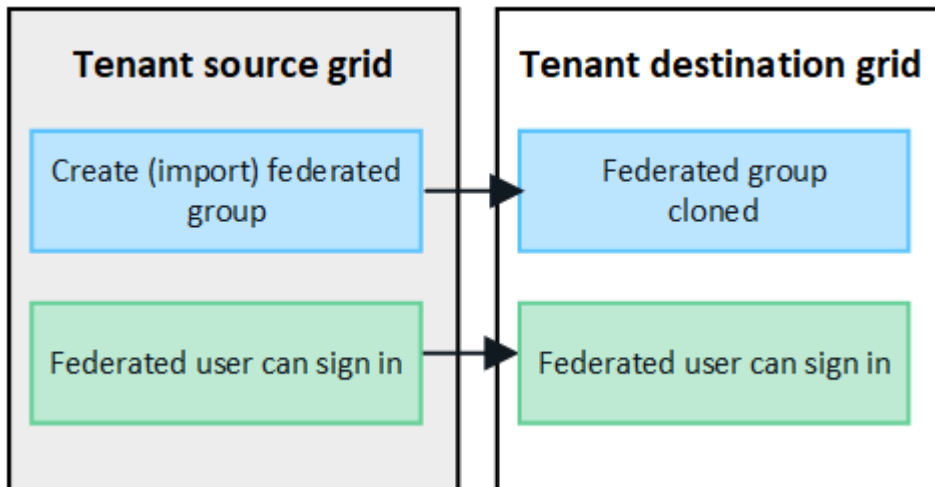 Tenant source grid
Create (import) federated
group
Federated user can sign in
Tenant destination grid
Federated group
cloned
Federated user can sign in